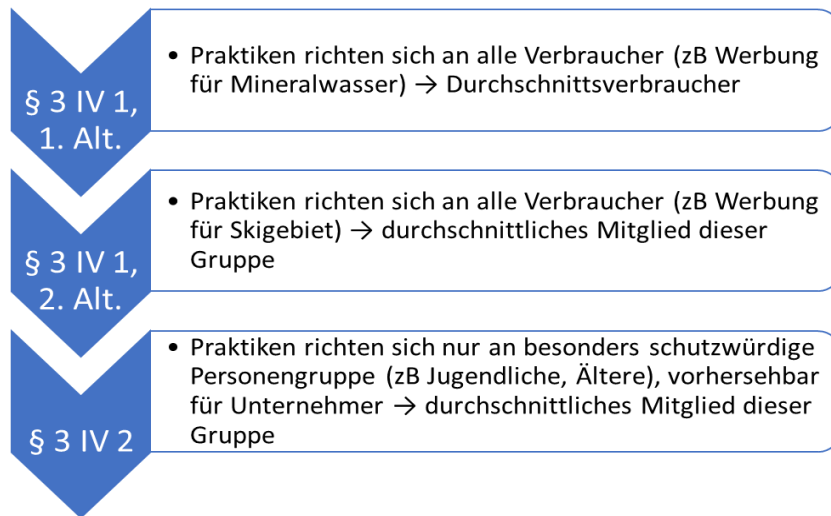 § 3 IV 1,
1. Alt.
• Praktiken richten sich an alle Verbraucher (zB Werbung
für Mineralwasser) → Durchschnittsverbraucher
§ 3 IV 1,
2. Alt.
• Praktiken richten sich an alle Verbraucher (zB Werbung
für Skigebiet) → durchschnittliches Mitglied dieser
Gruppe
§ 3 IV 2
• Praktiken richten sich nur an besonders schutzwürdige
Personengruppe (zB Jugendliche, Ältere), vorhersehbar
für Unternehmer → durchschnittliches Mitglied dieser
Gruppe